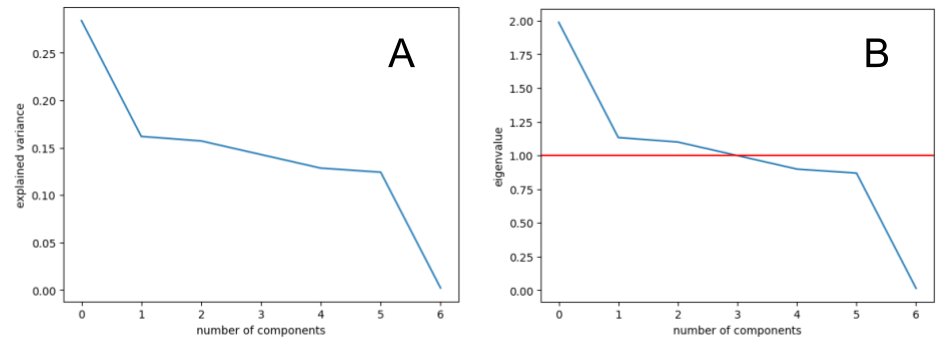 A
explained variance
0.25
0.20
0.15
0.10
0.05
0.00
0 1 2 3 4 5 6
number of components
B
eigenvalue
2.00
1.75
1.50
1.25
1.00
0.75
0.50
0.25
0.00
0 1 2 3 4 5 6
number of components